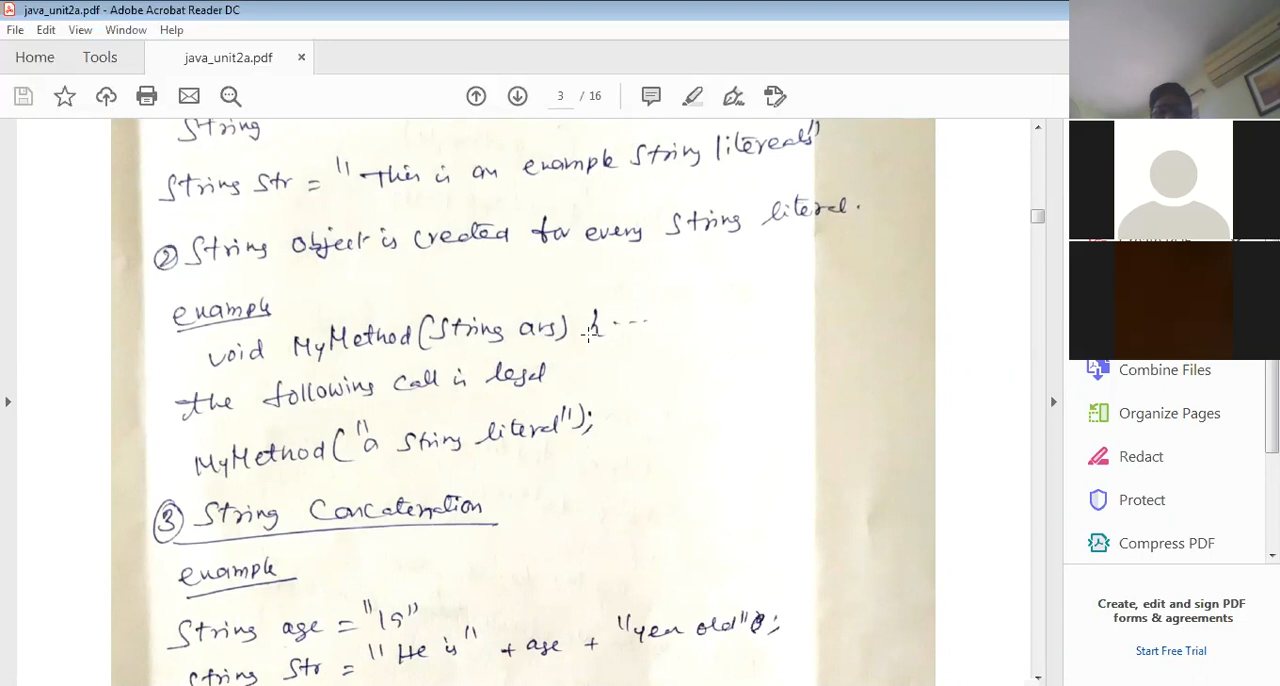 java_unit2a.pdf - Adobe Acrobat Reader DC
File Edit View Window Help
Home Tools java_unit2a.pdf ×
3 / 16
String
String str = "This is an example String litereals"
② String object is created for every String literal.
example
void MyMethod(String ars) { ...
the following call is legal
MyMethod("a String literal");
③ String Concatenation
example
String age = "19"
String str = "He is" + age + "year old";
Combine Files
Organize Pages
Redact
Protect
Compress PDF
Create, edit and sign PDF
forms & agreements
Start Free Trial